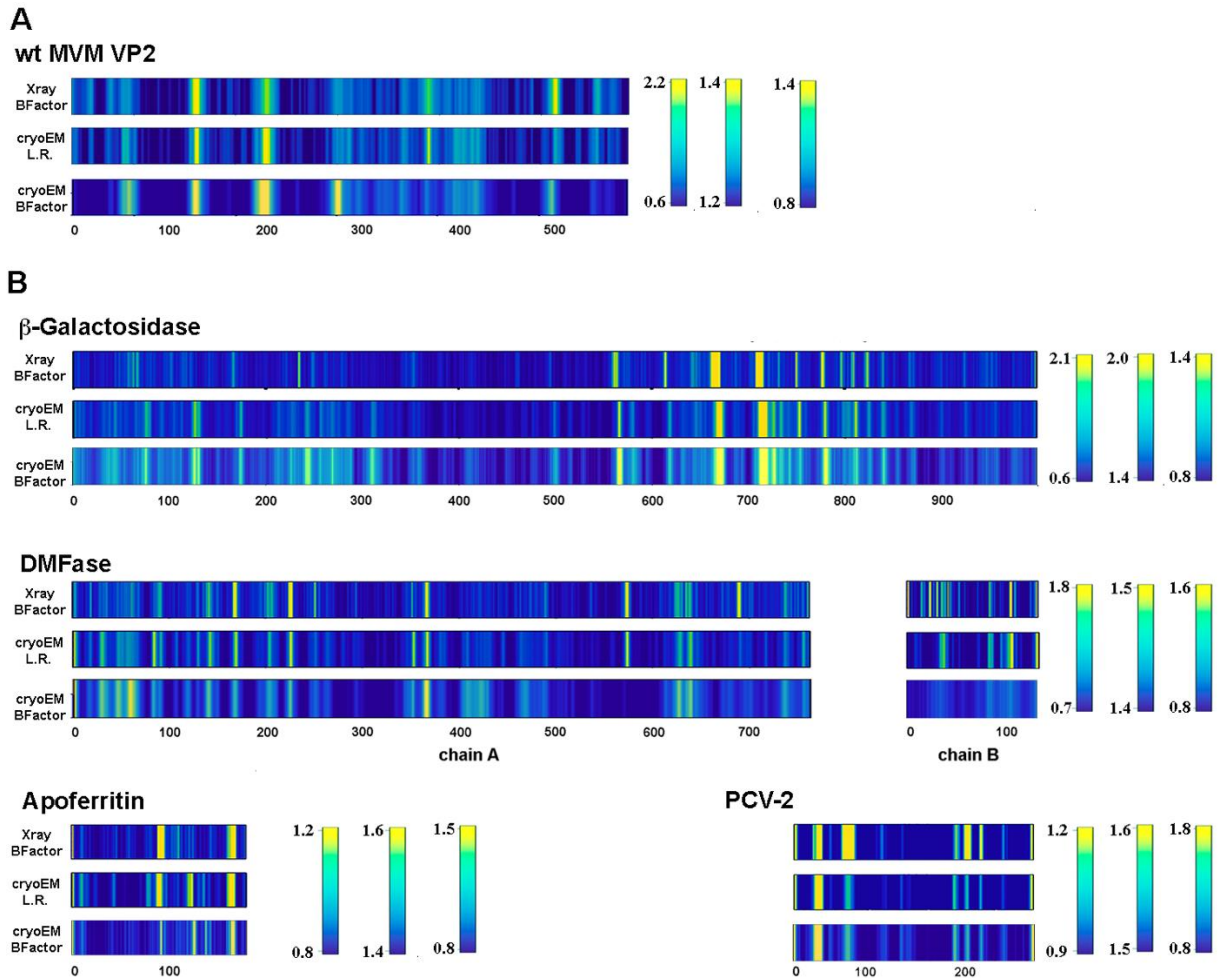 A
wt MVM VP2
Xray
BFactor
cryoEM
L.R.
cryoEM
BFactor
2.2 1.4 1.4
0.6 1.2 0.8
0 100 200 300 400 500
B
β-Galactosidase
Xray
BFactor
cryoEM
L.R.
cryoEM
BFactor
2.1 2.0 1.4
0.6 1.4 0.8
0 100 200 300 400 500 600 700 800 900
DMFase
Xray
BFactor
cryoEM
L.R.
cryoEM
BFactor
1.8 1.5 1.6
0.7 1.4 0.8
0 100 200 300 400 500 600 700
0 100
chain A
chain B
Apoferritin
Xray
BFactor
cryoEM
L.R.
cryoEM
BFactor
1.2 1.6 1.5
0.8 1.4 0.8
0 100
PCV-2
Xray
BFactor
cryoEM
L.R.
cryoEM
BFactor
1.2 1.6 1.8
0.9 1.5 0.8
0 100 200